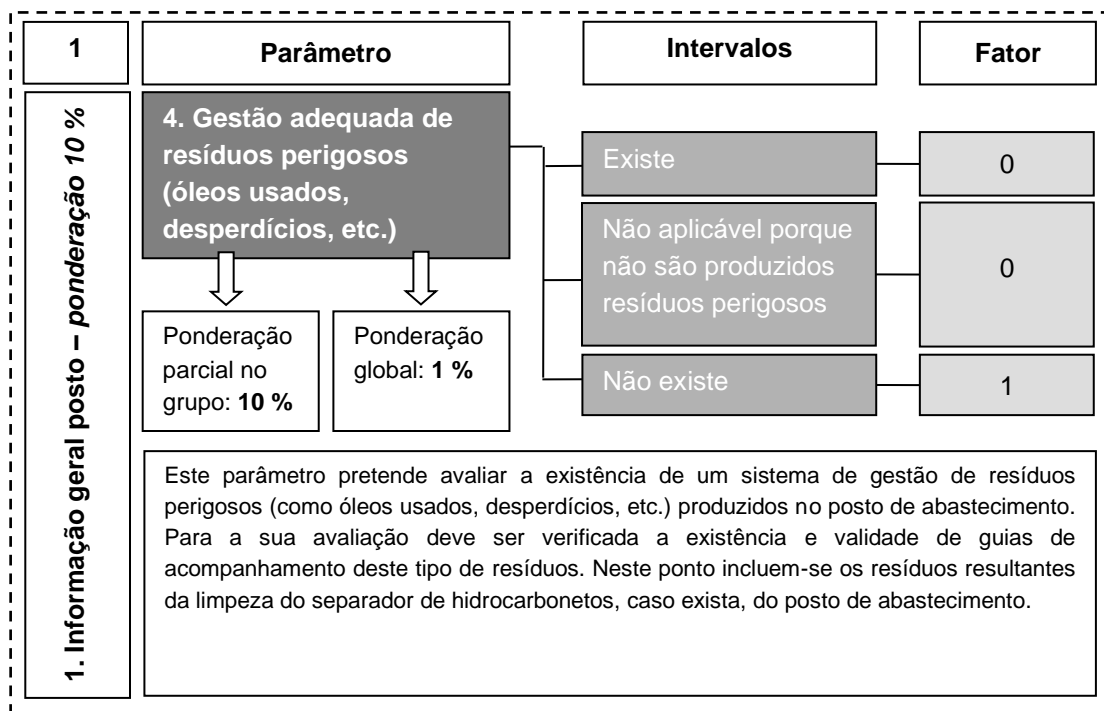 1
Parâmetro
Intervalos
Fator
1. Informação geral posto – ponderação 10 %
4. Gestão adequada de
resíduos perigosos
(óleos usados,
desperdícios, etc.)
Existe
0
Não aplicável porque
não são produzidos
resíduos perigosos
0
Não existe
1
Ponderação
parcial no
grupo: 10 %
Ponderação
global: 1 %
Este parâmetro pretende avaliar a existência de um sistema de gestão de resíduos
perigosos (como óleos usados, desperdícios, etc.) produzidos no posto de abastecimento.
Para a sua avaliação deve ser verificada a existência e validade de guias de
acompanhamento deste tipo de resíduos. Neste ponto incluem-se os resíduos resultantes
da limpeza do separador de hidrocarbonetos, caso exista, do posto de abastecimento.